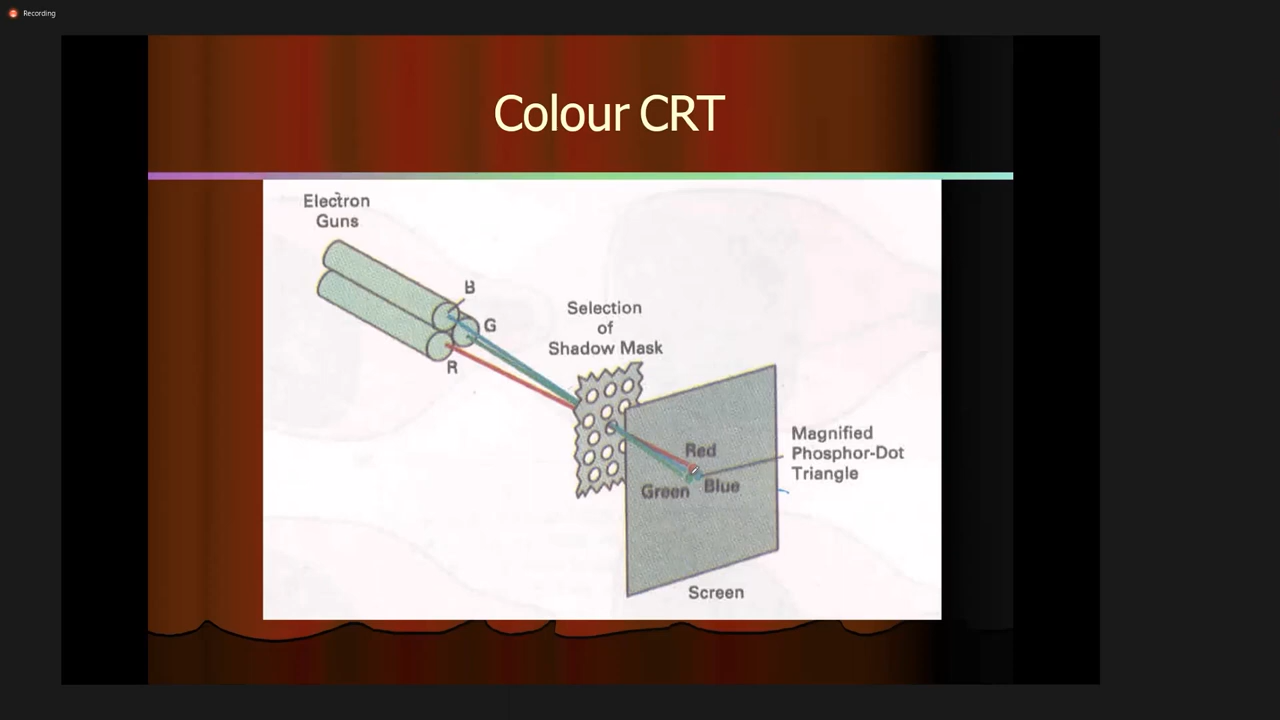 Recording
Colour CRT
Electron
Guns
B
G
R
Selection
of
Shadow Mask
Red
Green
Blue
Magnified
Phosphor-Dot
Triangle
Screen